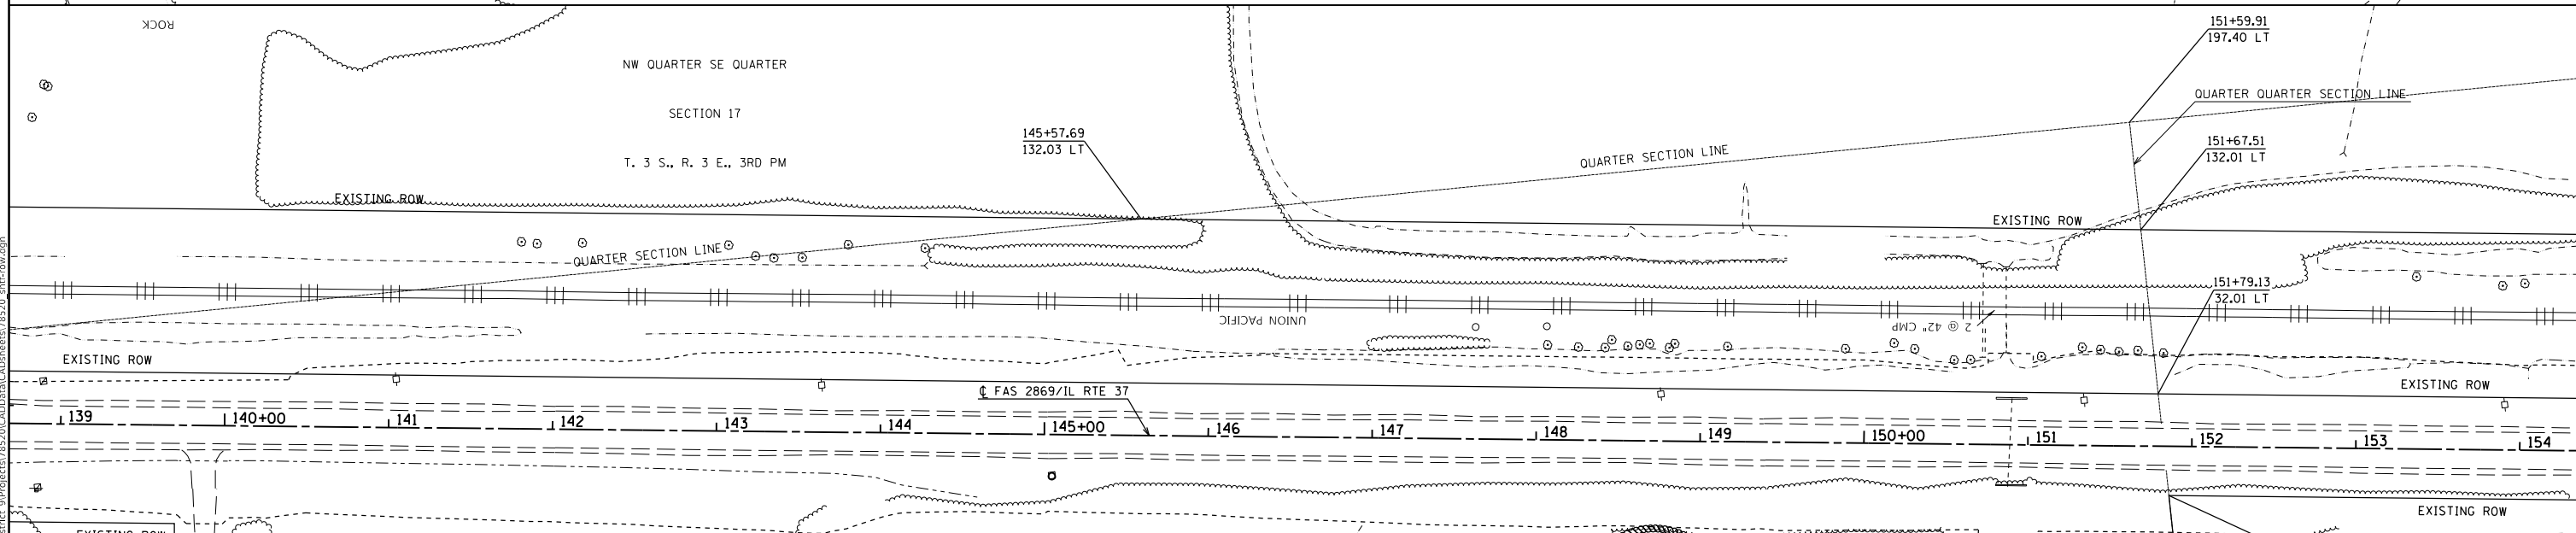 ROCK
NW QUARTER SE QUARTER
SECTION 17
T. 3 S., R. 3 E., 3RD PM
145+57.69
132.03 LT
151+59.91
197.40 LT
QUARTER QUARTER SECTION LINE
151+67.51
132.01 LT
QUARTER SECTION LINE
EXISTING ROW
EXISTING ROW
QUARTER SECTION LINE
151+79.13
32.01 LT
UNION PACIFIC
2 @ 42" CMP
EXISTING ROW
EXISTING ROW
℄ FAS 2869/IL RTE 37
139 140+00 141 142 143 144 145+00 146 147 148 149 150+00 151 152 153 154
EXISTING ROW
EXISTING ROW